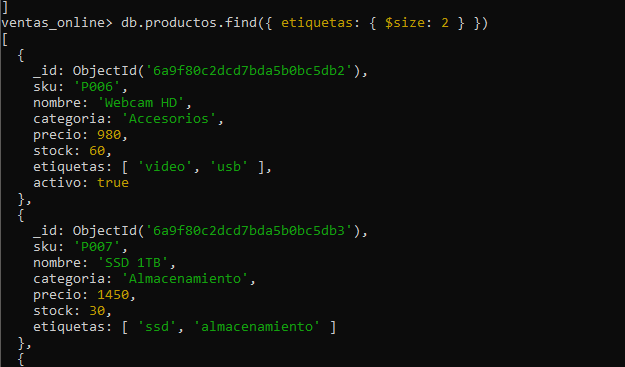 ]
ventas_online> db.productos.find({ etiquetas: { $size: 2 } })
[
  {
    _id: ObjectId('6a9f80c2dcd7bda5b0bc5db2'),
    sku: 'P006',
    nombre: 'Webcam HD',
    categoria: 'Accesorios',
    precio: 980,
    stock: 60,
    etiquetas: [ 'video', 'usb' ],
    activo: true
  },
  {
    _id: ObjectId('6a9f80c2dcd7bda5b0bc5db3'),
    sku: 'P007',
    nombre: 'SSD 1TB',
    categoria: 'Almacenamiento',
    precio: 1450,
    stock: 30,
    etiquetas: [ 'ssd', 'almacenamiento' ]
  },
  {